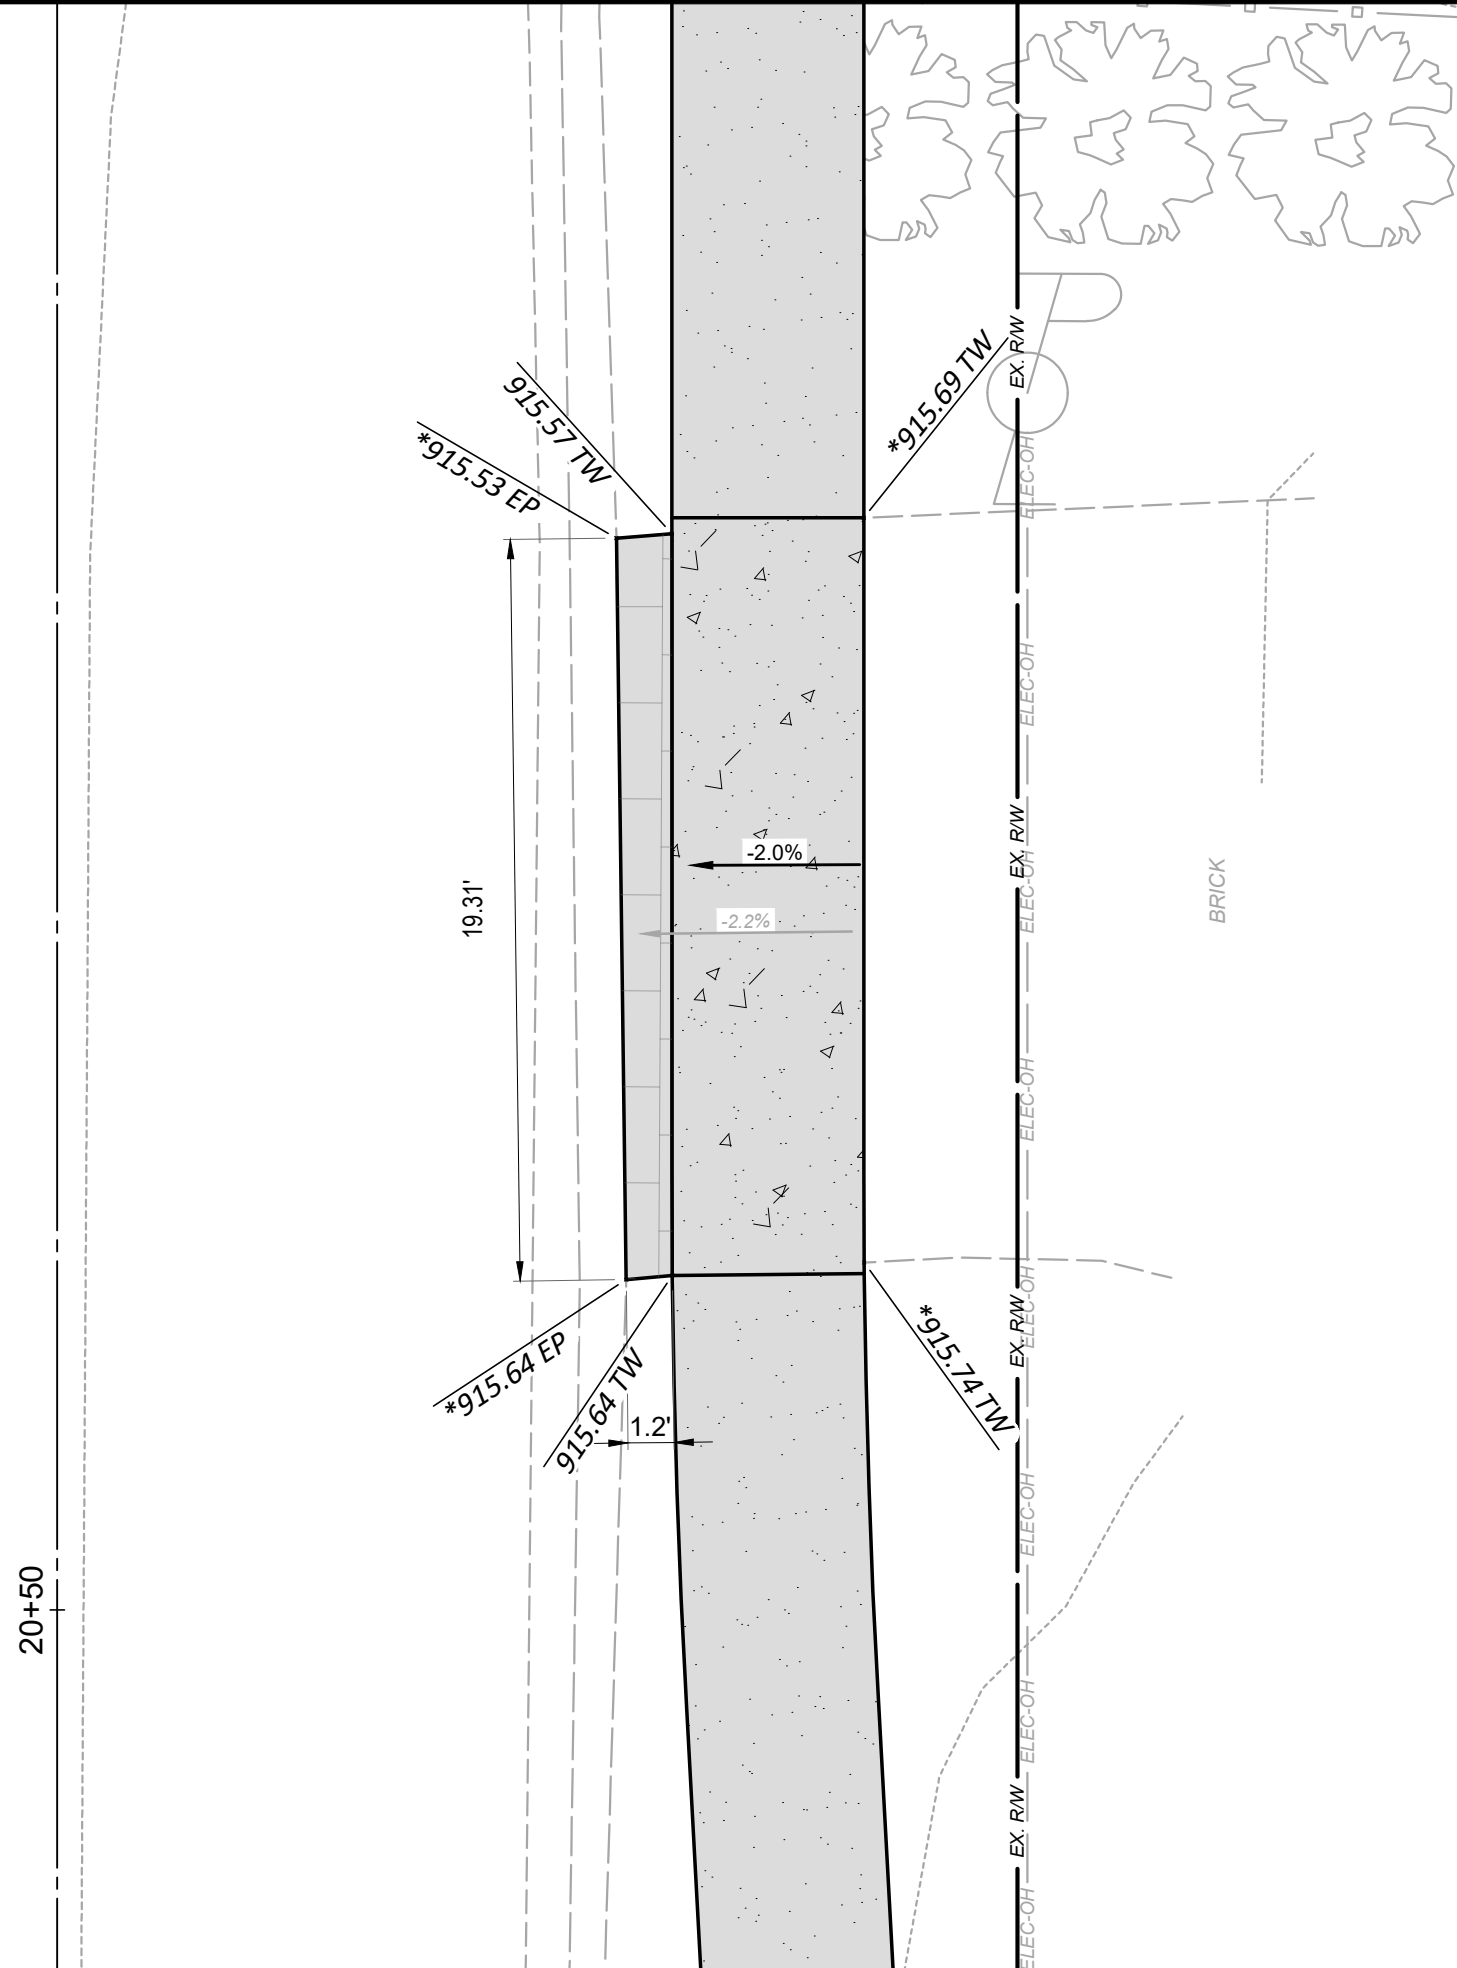 EX. R/W
*915.69 TW
915.57 TW
*915.53 EP
ELEC-OH
ELEC-OH
19.31'
-2.0%
-2.2%
EX. R/W
ELEC-OH
BRICK
ELEC-OH
EX. R/W
ELEC-OH
*915.64 EP
915.64 TW
*915.74 TW
1.2'
ELEC-OH
20+50
ELEC-OH
EX. R/W
ELEC-OH